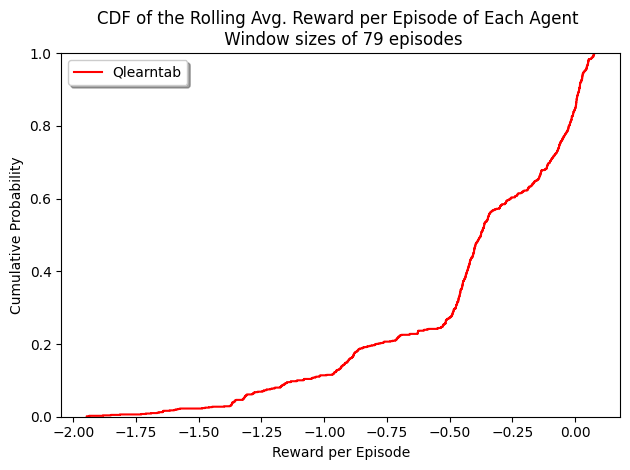 CDF of the Rolling Avg. Reward per Episode of Each Agent
Window sizes of 79 episodes
Qlearntab
1.0
0.8
0.6
0.4
0.2
0.0
Cumulative Probability
−2.00 −1.75 −1.50 −1.25 −1.00 −0.75 −0.50 −0.25 0.00
Reward per Episode